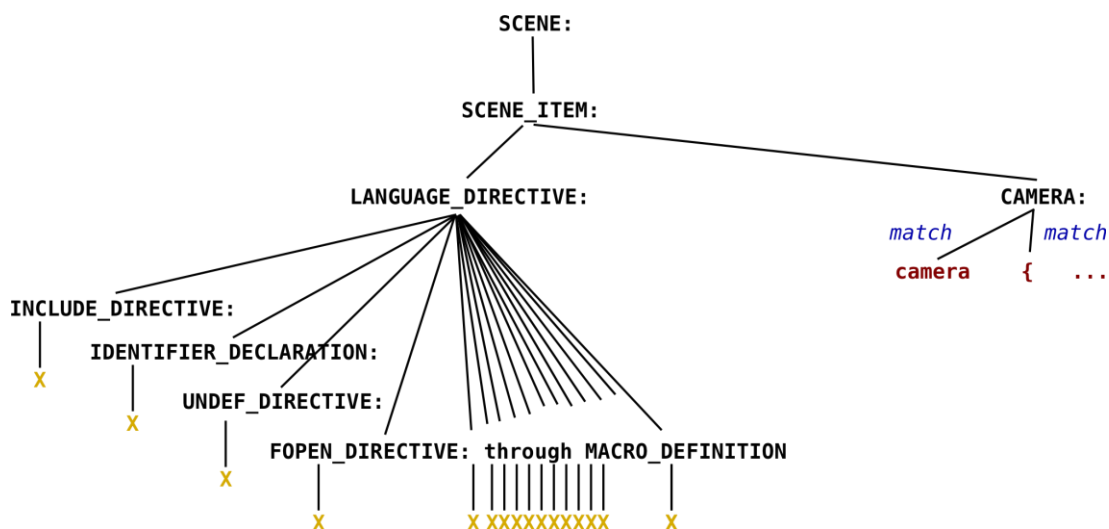 SCENE:
SCENE_ITEM:
LANGUAGE_DIRECTIVE:
CAMERA:
match match
camera { ...
INCLUDE_DIRECTIVE:
IDENTIFIER_DECLARATION:
X
UNDEF_DIRECTIVE:
X
FOPEN_DIRECTIVE: through MACRO_DEFINITION
X
X X XXXXXXXXXX X